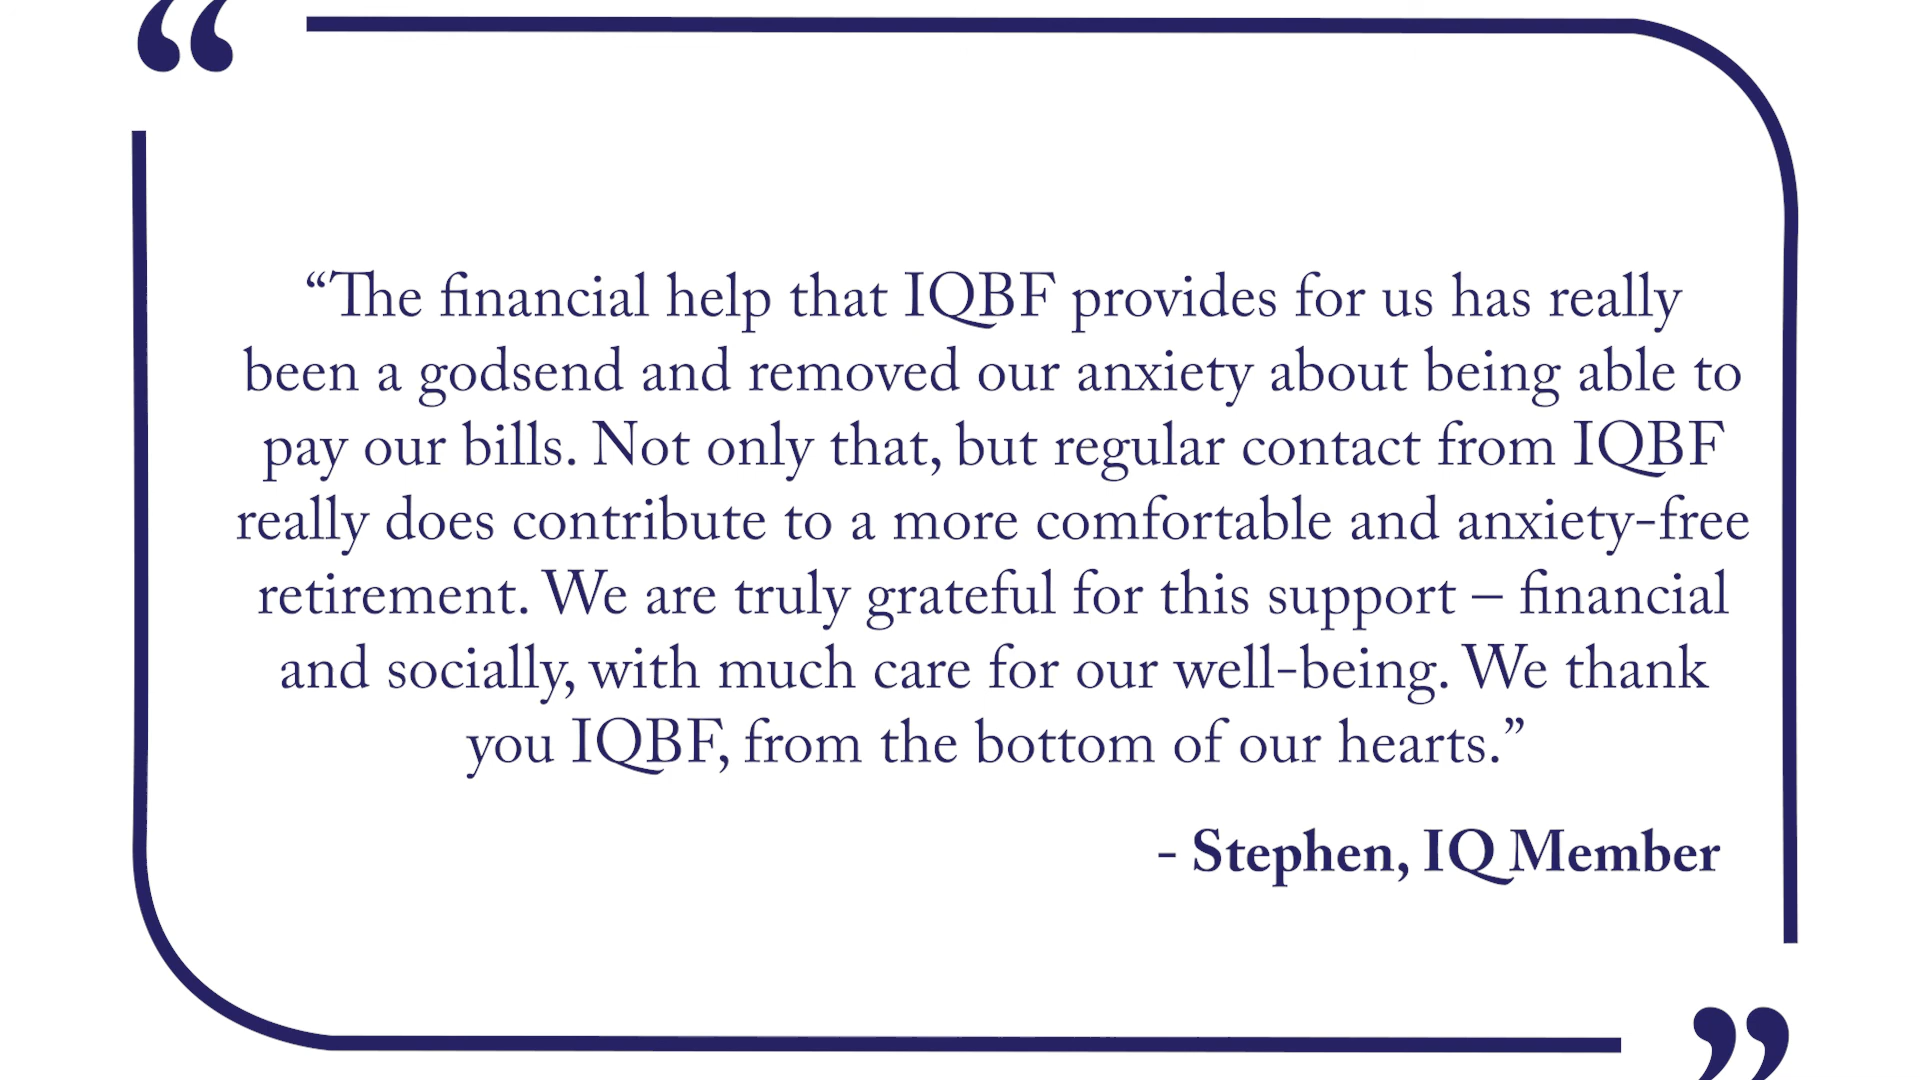 “The financial help that IQBF provides for us has really
been a godsend and removed our anxiety about being able to
pay our bills. Not only that, but regular contact from IQBF
really does contribute to a more comfortable and anxiety-free
retirement. We are truly grateful for this support – financial
and socially, with much care for our well-being. We thank
you IQBF, from the bottom of our hearts.”
- Stephen, IQ Member